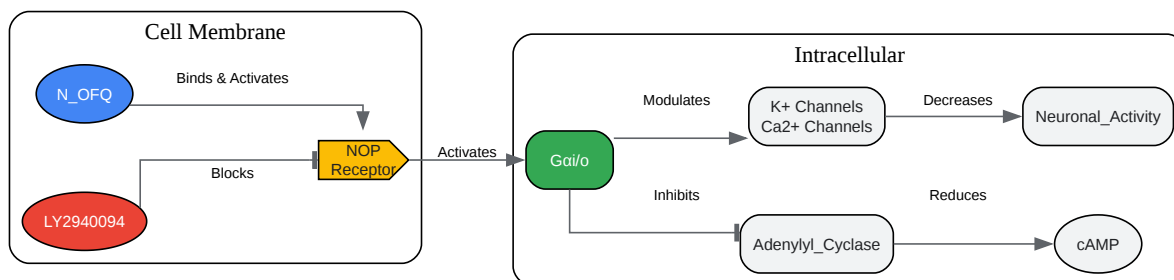 Cell Membrane
N_OFQ
Binds & Activates
NOP
Receptor
LY2940094
Blocks
Activates
Intracellular
Gαi/o
Modulates
K+ Channels
Ca2+ Channels
Decreases
Neuronal_Activity
Inhibits
Adenylyl_Cyclase
Reduces
cAMP